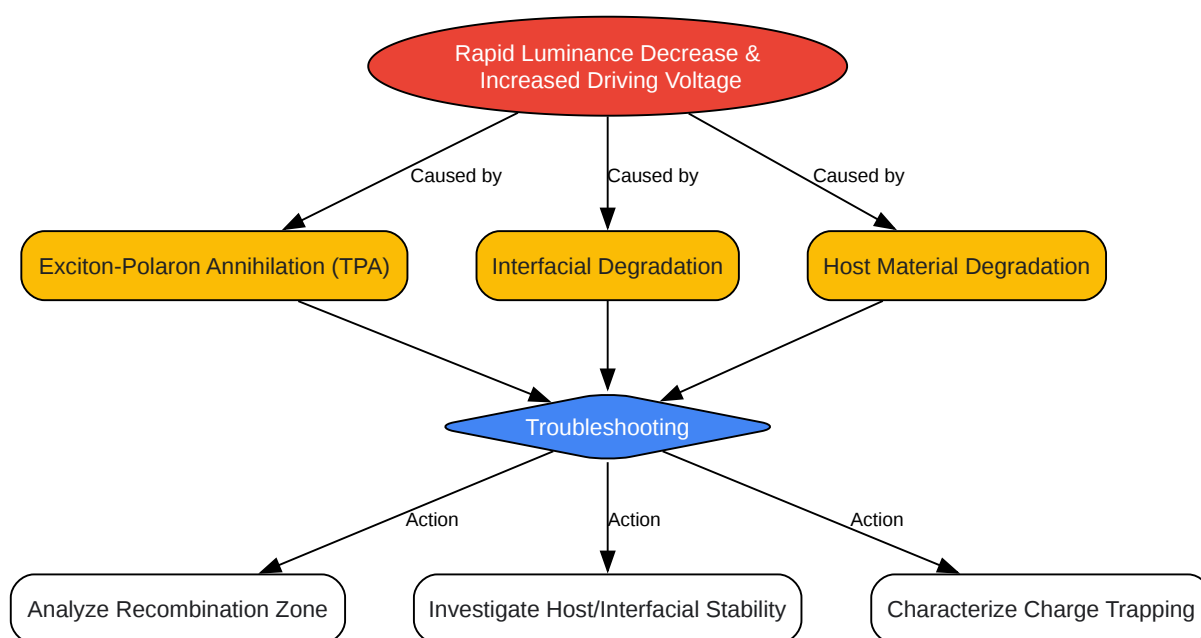 Rapid Luminance Decrease &
Increased Driving Voltage
Caused by
Caused by
Caused by
Exciton-Polaron Annihilation (TPA)
Interfacial Degradation
Host Material Degradation
Troubleshooting
Action
Action
Action
Analyze Recombination Zone
Investigate Host/Interfacial Stability
Characterize Charge Trapping